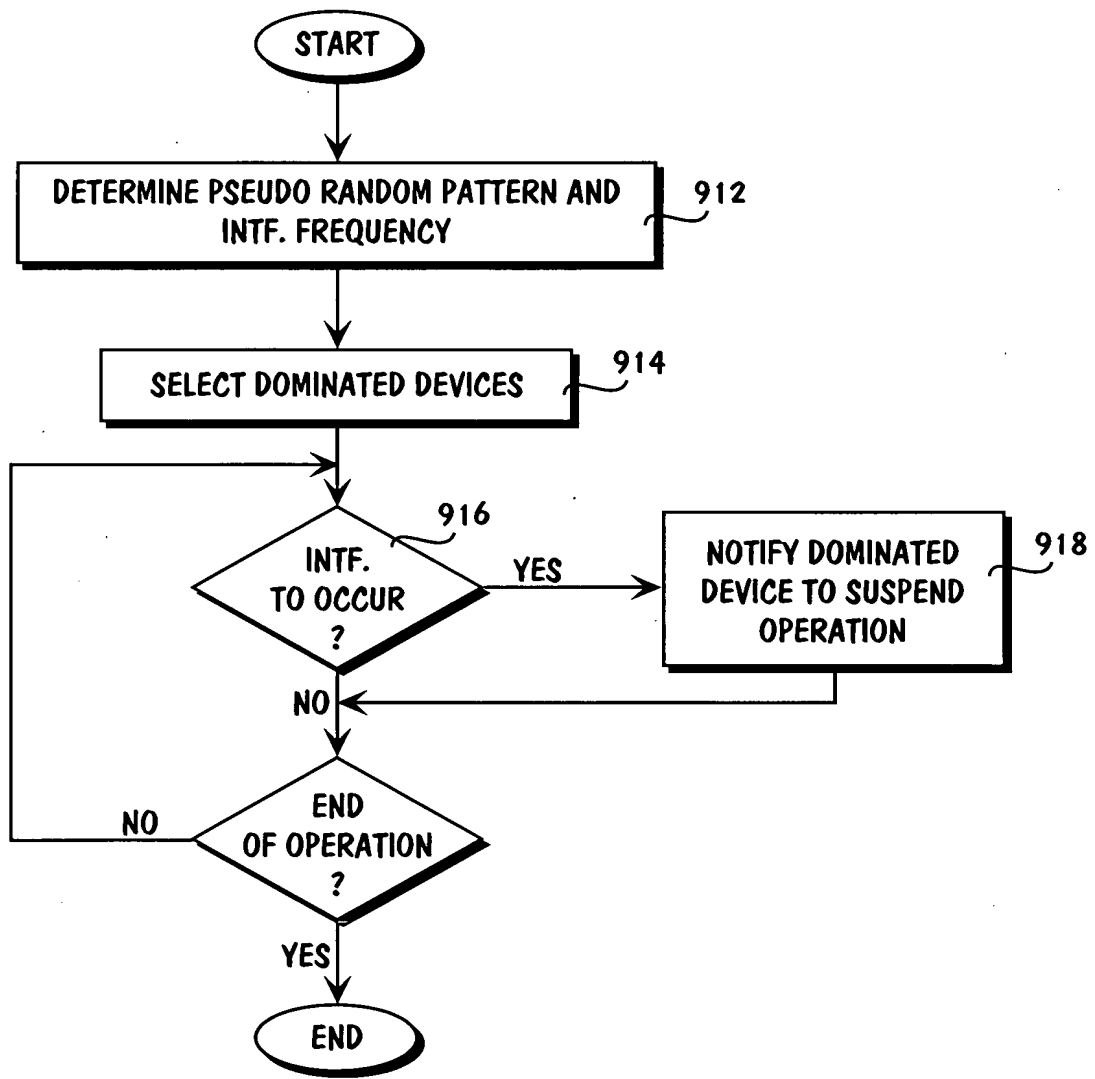 START
DETERMINE PSEUDO RANDOM PATTERN AND
INTF. FREQUENCY
912
SELECT DOMINATED DEVICES
914
INTF.
TO OCCUR
?
916
YES
NOTIFY DOMINATED
DEVICE TO SUSPEND
OPERATION
918
NO
END
OF OPERATION
?
NO
YES
END